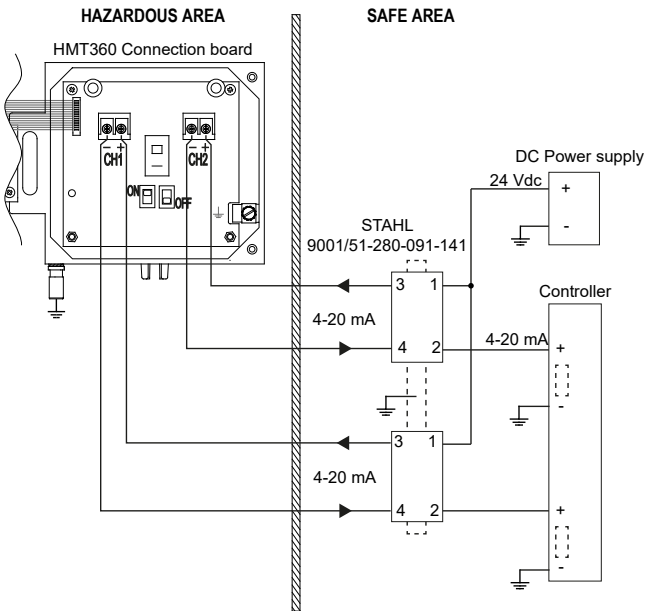 HAZARDOUS AREA
SAFE AREA
HMT360 Connection board
- +
CH1
- +
CH2
ON
OFF
DC Power supply
24 Vdc
+
-
STAHL
9001/51-280-091-141
3 1
4-20 mA
4 2
Controller
4-20 mA
+
-
3 1
4-20 mA
4 2
+
-